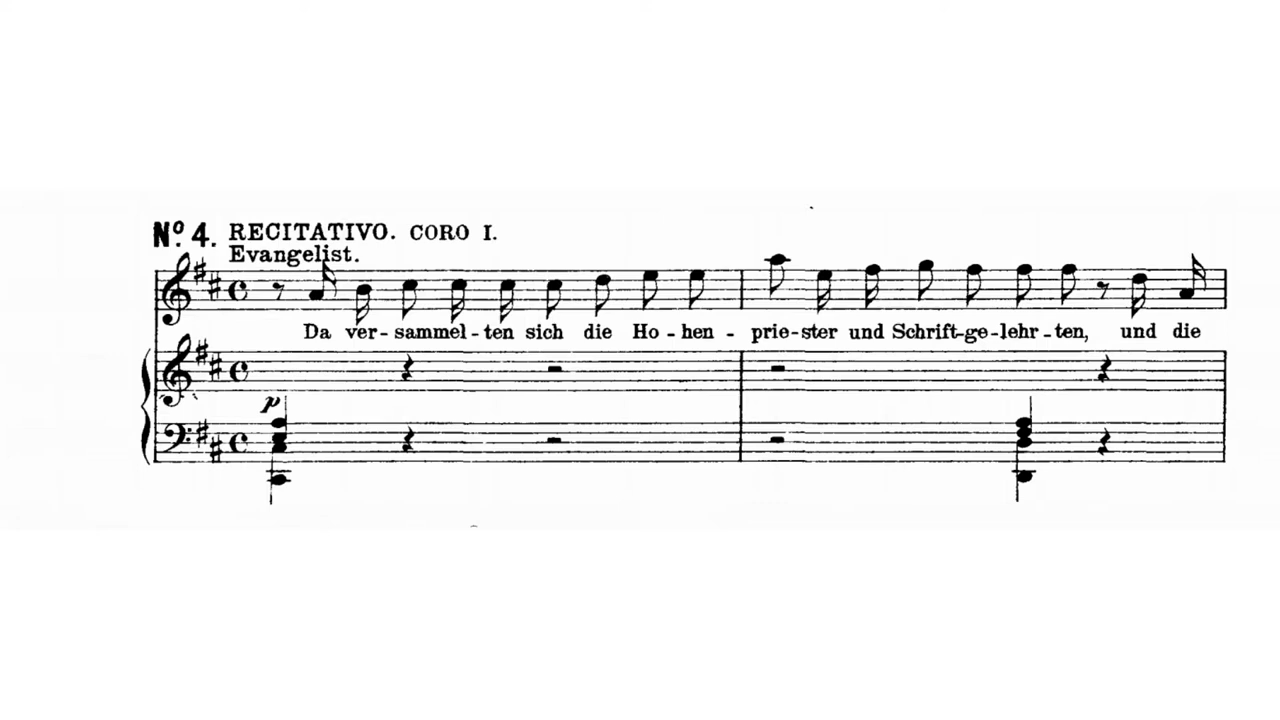 Nº 4. RECITATIVO. CORO I.
Evangelist.
Da ver - sammel - ten sich die Ho - hen - prie - ster und Schrift - ge - lehr - ten, und die
p